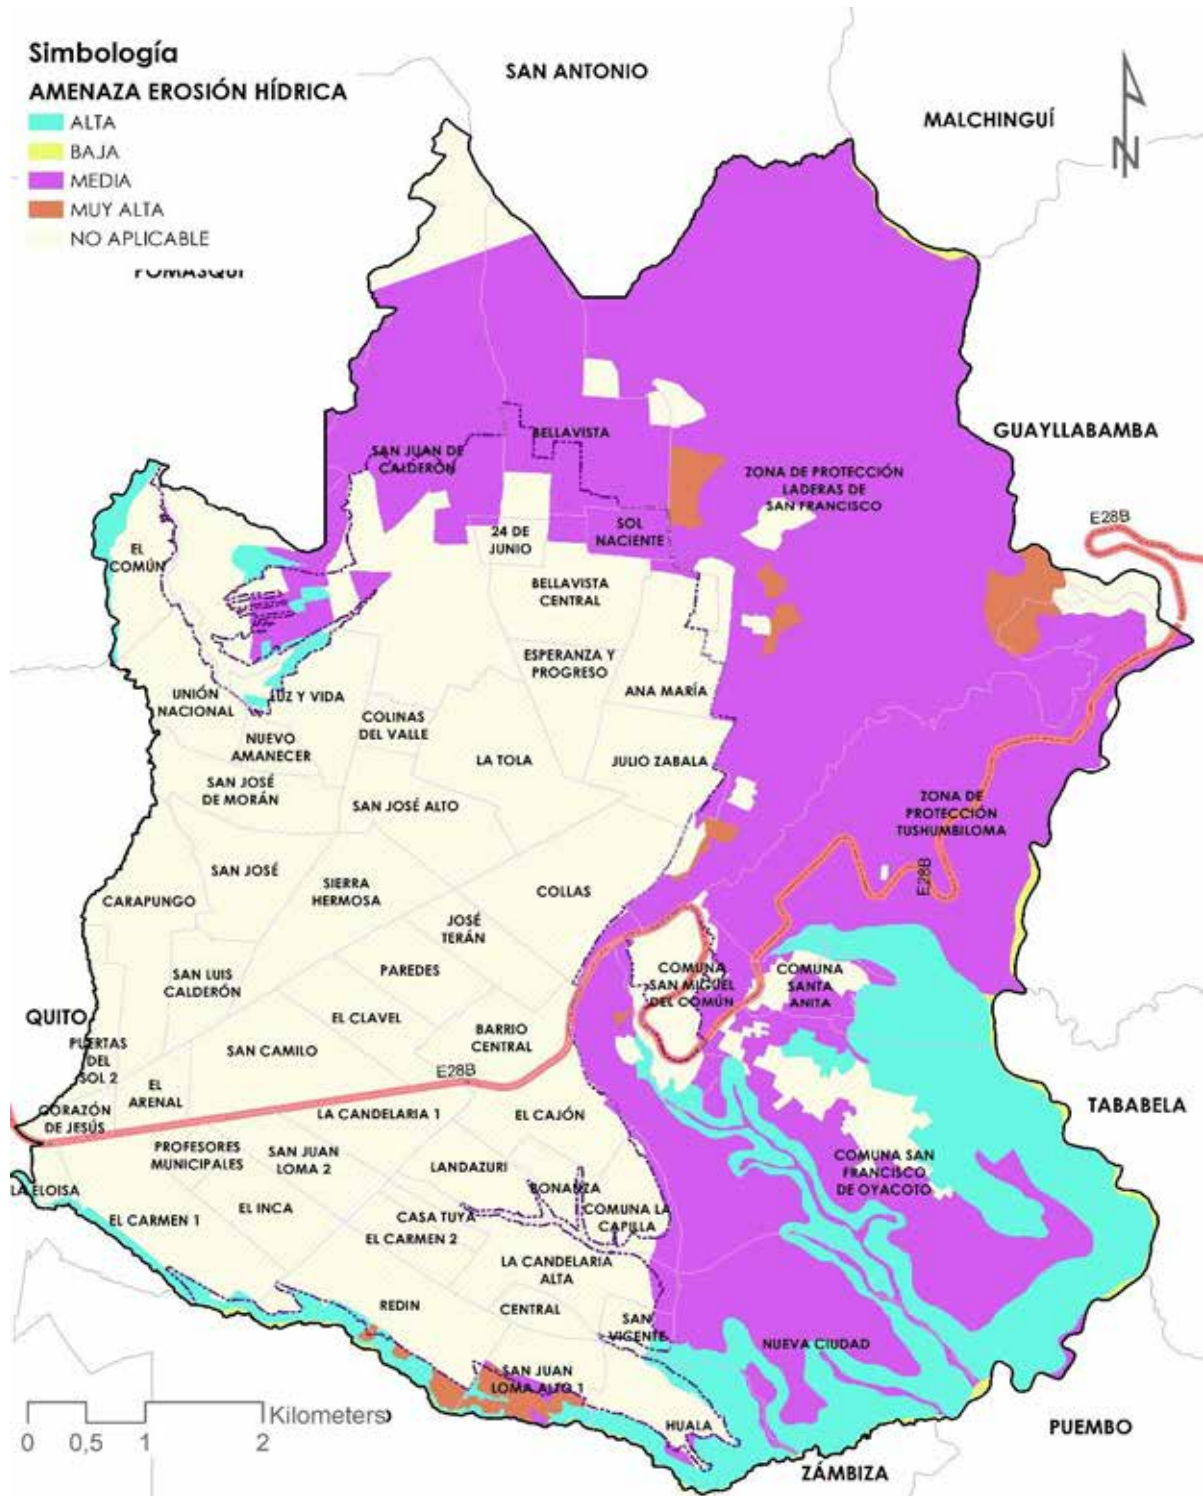 Simbología
AMENAZA EROSIÓN HÍDRICA
ALTA
BAJA
MEDIA
MUY ALTA
NO APLICABLE
SAN ANTONIO
MALCHINGUÍ
N
POMASQUI
GUAYLLABAMBA
BELLAVISTA
SAN JUAN DE
CALDERÓN
ZONA DE PROTECCIÓN
LADERAS DE
SAN FRANCISCO
E28B
24 DE
JUNIO
SOL
NACIENTE
EL
COMÚN
BELLAVISTA
CENTRAL
ESPERANZA Y
PROGRESO
ANA MARÍA
UNIÓN
NACIONAL
LUZ Y VIDA
COLINAS
DEL VALLE
NUEVO
AMANECER
LA TOLA
JULIO ZABALA
SAN JOSÉ
DE MORÁN
SAN JOSÉ ALTO
ZONA DE
PROTECCIÓN
TUSHUMBILOMA
E28B
SAN JOSÉ
SIERRA
HERMOSA
COLLAS
CARAPUNGO
JOSÉ
TERÁN
PAREDES
SAN LUIS
CALDERÓN
COMUNA
SAN MIGUEL
DEL COMÚN
COMUNA
SANTA
ANITA
QUITO
EL CLAVEL
BARRIO
CENTRAL
PUERTAS
DEL
SOL 2
SAN CAMILO
E28B
EL
ARENAL
CORAZÓN
DE JESÚS
LA CANDELARIA 1
EL CAJÓN
TABABELA
PROFESORES
MUNICIPALES
SAN JUAN
LOMA 2
LANDAZURI
COMUNA SAN
FRANCISCO
DE OYACOTO
LA ELOISA
BONANZA
EL CARMEN 1
EL INCA
CASA TUYA
COMUNA LA
CAPILLA
EL CARMEN 2
LA CANDELARIA
ALTA
REDIN
CENTRAL
SAN
VICENTE
NUEVA CIUDAD
SAN JUAN
LOMA ALTO 1
HUALA
PUEMBO
ZÁMBIZA
Kilometers
0 0,5 1 2